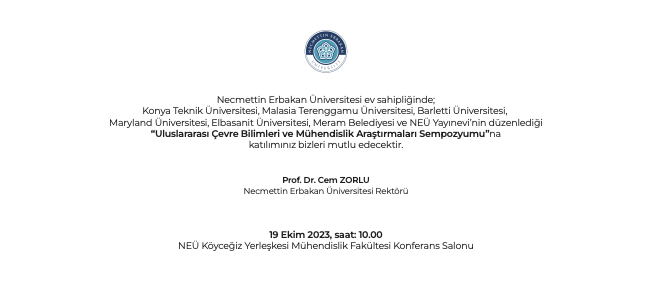 NECMETTİN ERBAKAN
UNIVERSITY
Necmettin Erbakan Üniversitesi ev sahipliğinde;
Konya Teknik Üniversitesi, Malasia Terenggamu Üniversitesi, Barletti Üniversitesi,
Maryland Üniversitesi, Elbasanit Üniversitesi, Meram Belediyesi ve NEÜ Yayınevi'nin düzenlediği
"Uluslararası Çevre Bilimleri ve Mühendislik Araştırmaları Sempozyumu"na
katılımınız bizleri mutlu edecektir.
Prof. Dr. Cem ZORLU
Necmettin Erbakan Üniversitesi Rektörü
19 Ekim 2023, saat: 10.00
NEÜ Köyceğiz Yerleşkesi Mühendislik Fakültesi Konferans Salonu